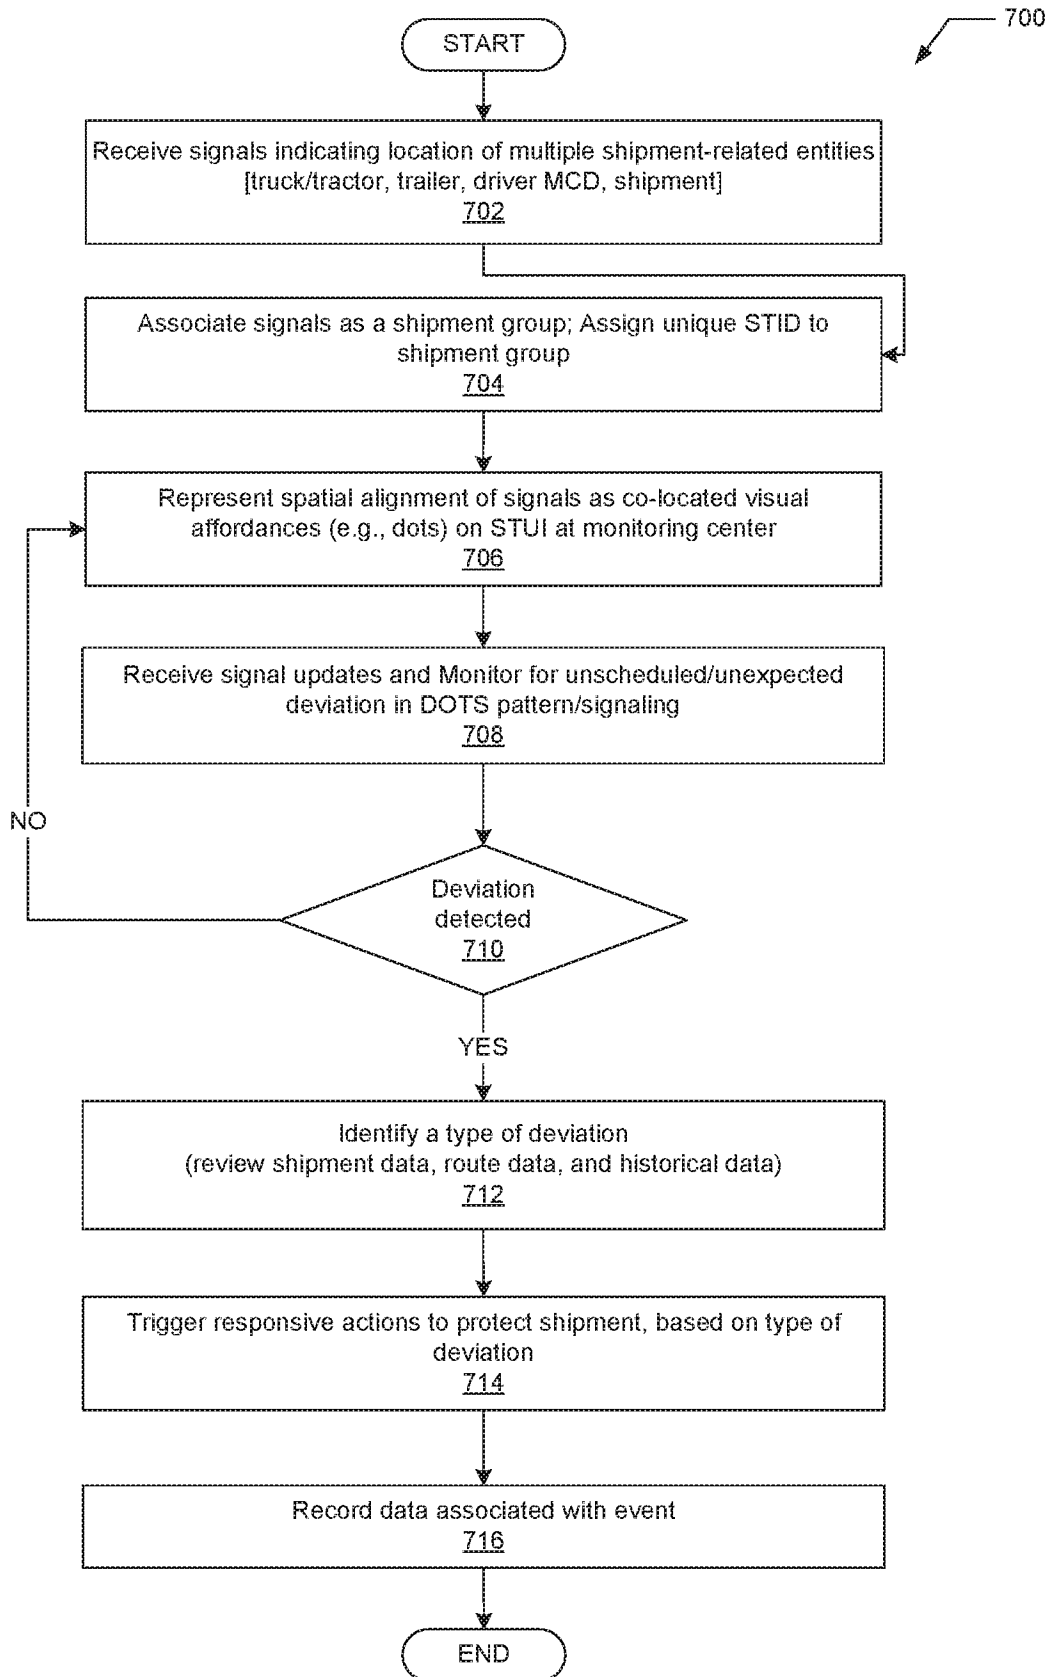 700
START
Receive signals indicating location of multiple shipment-related entities
[truck/tractor, trailer, driver MCD, shipment]
702
Associate signals as a shipment group; Assign unique STID to
shipment group
704
Represent spatial alignment of signals as co-located visual
affordances (e.g., dots) on STUI at monitoring center
706
Receive signal updates and Monitor for unscheduled/unexpected
deviation in DOTS pattern/signaling
708
NO
Deviation
detected
710
YES
Identify a type of deviation
(review shipment data, route data, and historical data)
712
Trigger responsive actions to protect shipment, based on type of
deviation
714
Record data associated with event
716
END